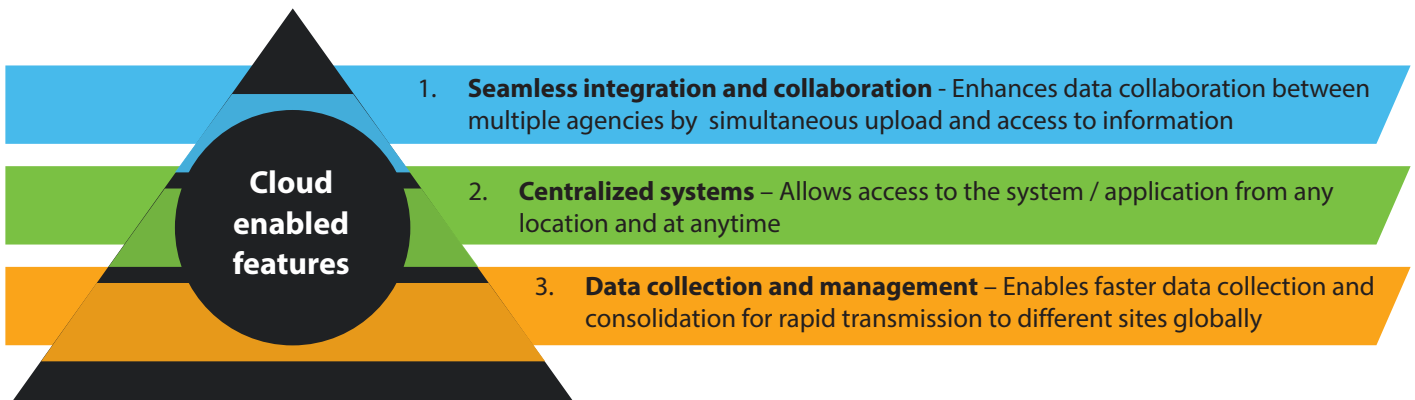 Cloud
enabled
features
1. Seamless integration and collaboration - Enhances data collaboration between
multiple agencies by  simultaneous upload and access to information
2. Centralized systems – Allows access to the system / application from any
location and at anytime
3. Data collection and management – Enables faster data collection and
consolidation for rapid transmission to different sites globally